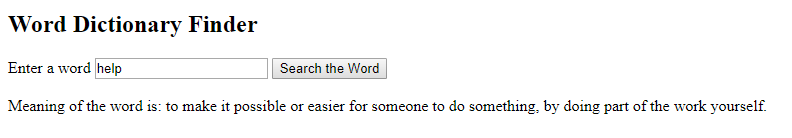 Word Dictionary Finder
Enter a word help Search the Word
Meaning of the word is: to make it possible or easier for someone to do something, by doing part of the work yourself.